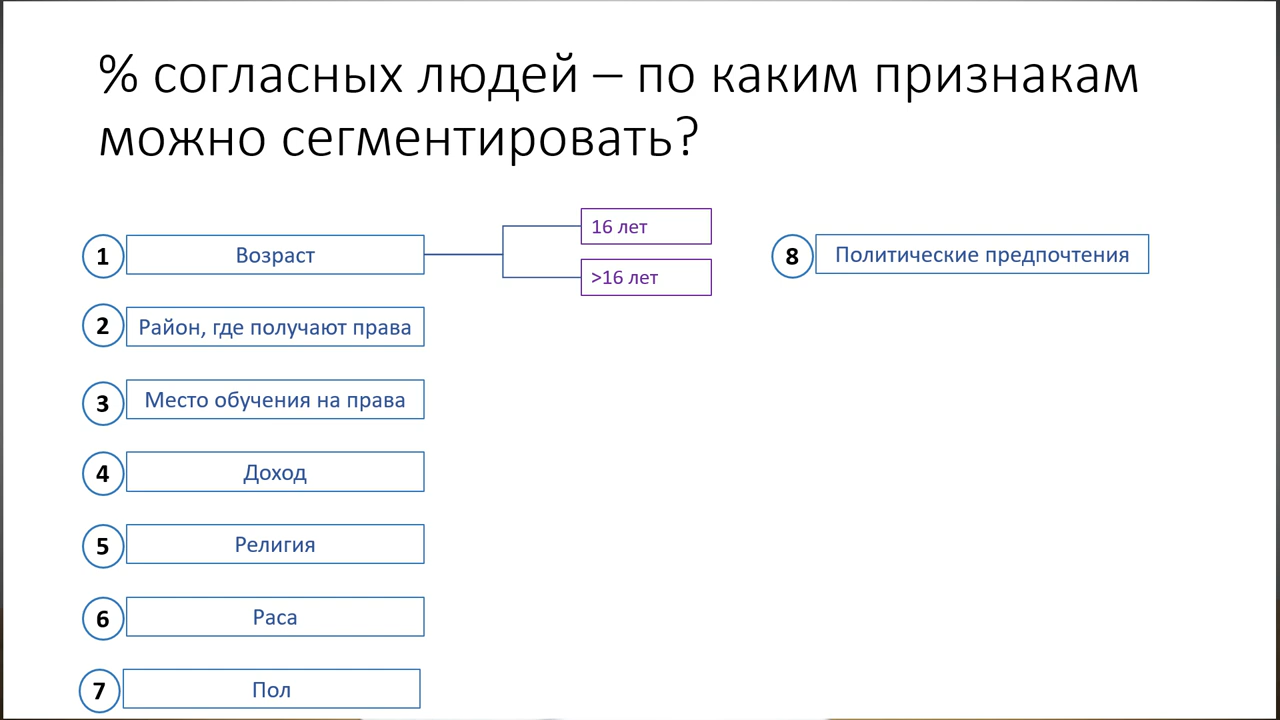 % согласных людей – по каким признакам
можно сегментировать?
1 Возраст
16 лет
>16 лет
2 Район, где получают права
3 Место обучения на права
4 Доход
5 Религия
6 Раса
7 Пол
8 Политические предпочтения